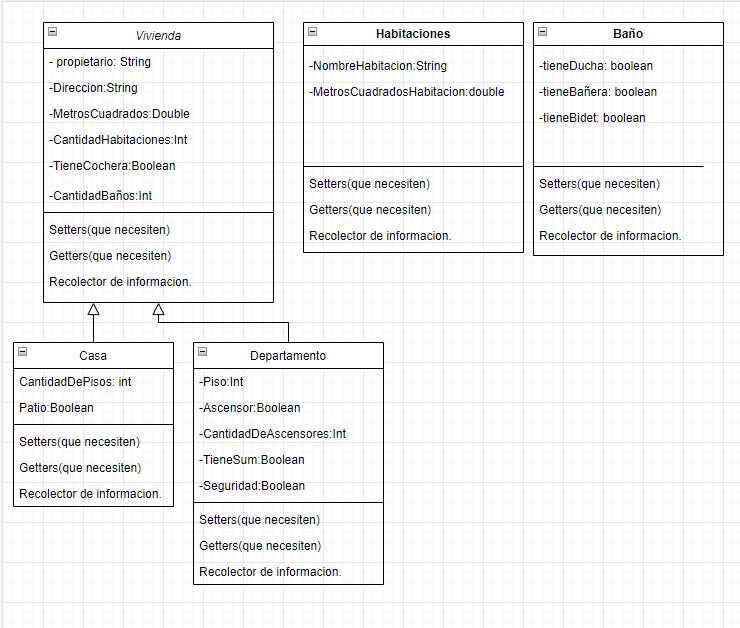 Vivienda
- propietario: String
-Direccion:String
-MetrosCuadrados:Double
-CantidadHabitaciones:Int
-TieneCochera:Boolean
-CantidadBaños:Int
Setters(que necesiten)
Getters(que necesiten)
Recolector de informacion.
Habitaciones
-NombreHabitacion:String
-MetrosCuadradosHabitacion:double
Setters(que necesiten)
Getters(que necesiten)
Recolector de informacion.
Baño
-tieneDucha: boolean
-tieneBañera: boolean
-tieneBidet: boolean
Setters(que necesiten)
Getters(que necesiten)
Recolector de informacion.
Casa
CantidadDePisos: int
Patio:Boolean
Setters(que necesiten)
Getters(que necesiten)
Recolector de informacion.
Departamento
-Piso:Int
-Ascensor:Boolean
-CantidadDeAscensores:Int
-TieneSum:Boolean
-Seguridad:Boolean
Setters(que necesiten)
Getters(que necesiten)
Recolector de informacion.